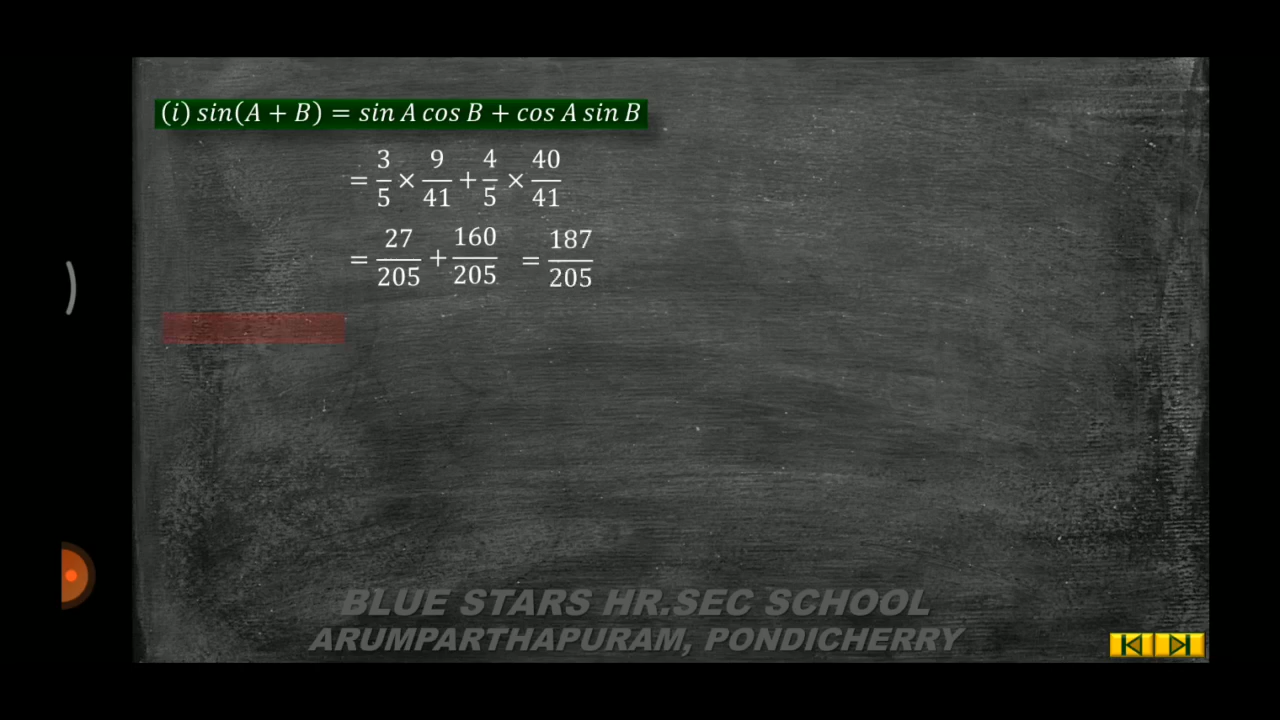 (i) sin(A + B) = sin A cos B + cos A sin B
= 3/5 × 9/41 + 4/5 × 40/41
= 27/205 + 160/205 = 187/205
BLUE STARS HR.SEC SCHOOL
ARUMPARTHAPURAM, PONDICHERRY